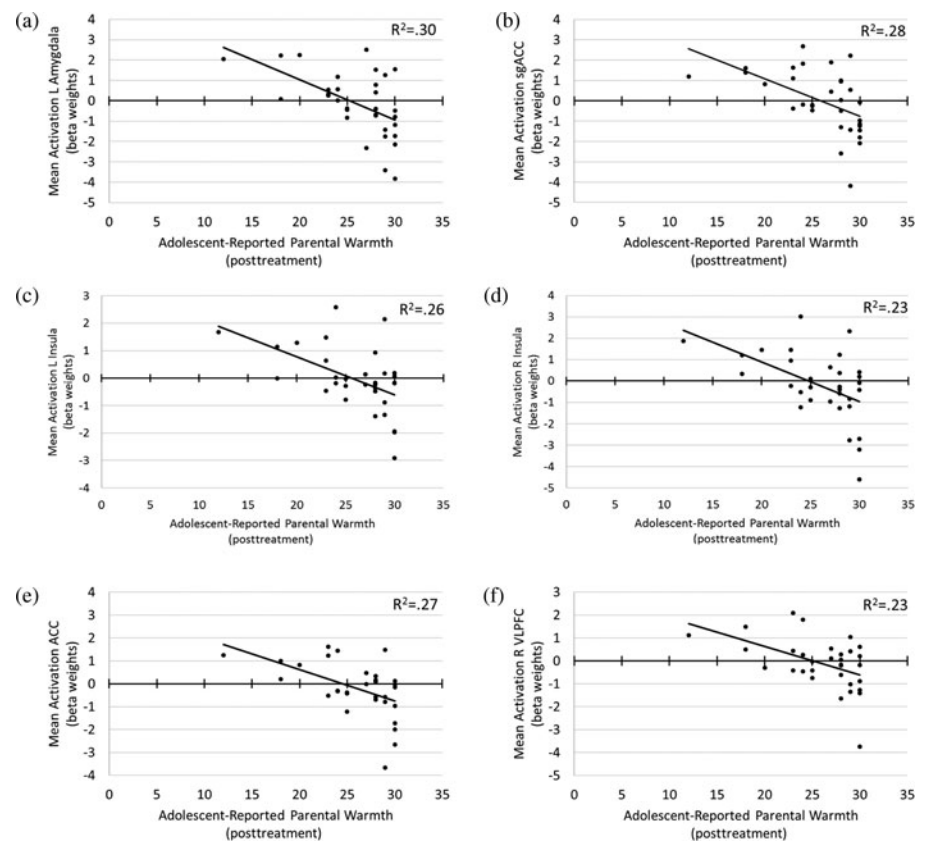 (a)
R²=.30
Mean Activation L Amygdala
(beta weights)
4
3
2
1
0
-1
-2
-3
-4
-5
0 5 10 15 20 25 30 35
Adolescent-Reported Parental Warmth
(posttreatment)
(b)
R²=.28
Mean Activation sgACC
(beta weights)
4
3
2
1
0
-1
-2
-3
-4
-5
0 5 10 15 20 25 30 35
Adolescent-Reported Parental Warmth
(posttreatment)
(c)
R²=.26
Mean Activation L Insula
(beta weights)
3
2
1
0
-1
-2
-3
-4
0 5 10 15 20 25 30 35
Adolescent-Reported Parental Warmth
(posttreatment)
(d)
R²=.23
Mean Activation R Insula
(beta weights)
4
3
2
1
0
-1
-2
-3
-4
-5
0 5 10 15 20 25 30 35
Adolescent-Reported Parental Warmth
(posttreatment)
(e)
R²=.27
Mean Activation ACC
(beta weights)
4
3
2
1
0
-1
-2
-3
-4
0 5 10 15 20 25 30 35
Adolescent-Reported Parental Warmth
(posttreatment)
(f)
R²=.23
Mean Activation R VLPFC
(beta weights)
3
2
1
0
-1
-2
-3
-4
-5
0 5 10 15 20 25 30 35
Adolescent-Reported Parental Warmth
(posttreatment)